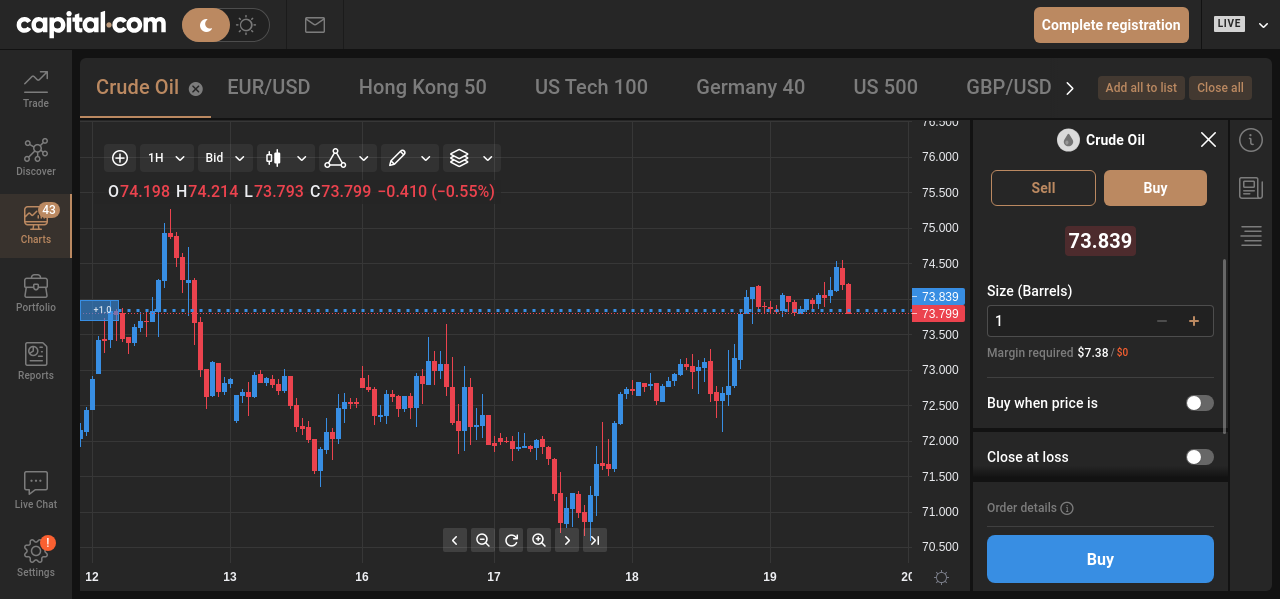 capital.com
Complete registration
LIVE
Trade
Discover
43
Charts
Portfolio
Reports
Live Chat
!
Settings
Crude Oil
EUR/USD
Hong Kong 50
US Tech 100
Germany 40
US 500
GBP/USD
Add all to list
Close all
1H
Bid
O74.198 H74.214 L73.793 C73.799 −0.410 (−0.55%)
+1.0
76.500
76.000
75.500
75.000
74.500
73.839
73.799
73.500
73.000
72.500
72.000
71.500
71.000
70.500
12
13
16
17
18
19
20
Crude Oil
Sell
Buy
73.839
Size (Barrels)
1
Margin required $7.38 / $0
Buy when price is
Close at loss
Order details
Buy